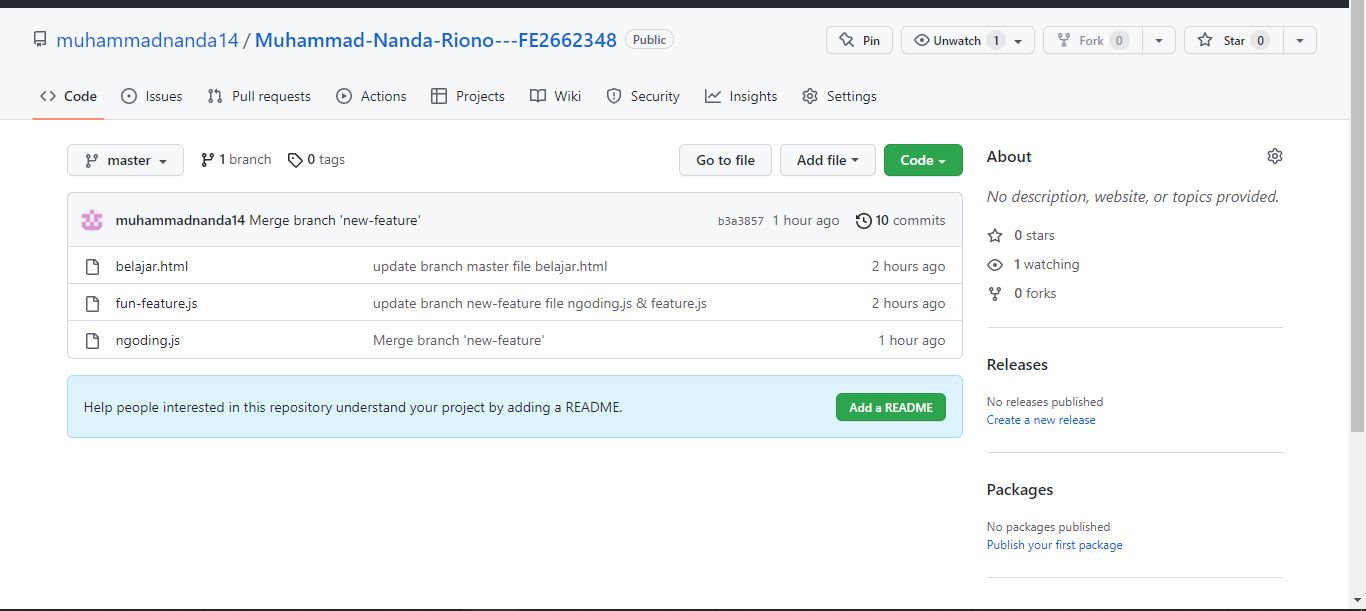 muhammadnanda14 / Muhammad-Nanda-Riono---FE2662348 Public
Pin
Unwatch 1
Fork 0
Star 0
Code
Issues
Pull requests
Actions
Projects
Wiki
Security
Insights
Settings
master
1 branch
0 tags
Go to file
Add file
Code
muhammadnanda14 Merge branch 'new-feature' b3a3857 1 hour ago 10 commits
belajar.html update branch master file belajar.html 2 hours ago
fun-feature.js update branch new-feature file ngoding.js & feature.js 2 hours ago
ngoding.js Merge branch 'new-feature' 1 hour ago
Help people interested in this repository understand your project by adding a README.
Add a README
About
No description, website, or topics provided.
0 stars
1 watching
0 forks
Releases
No releases published
Create a new release
Packages
No packages published
Publish your first package